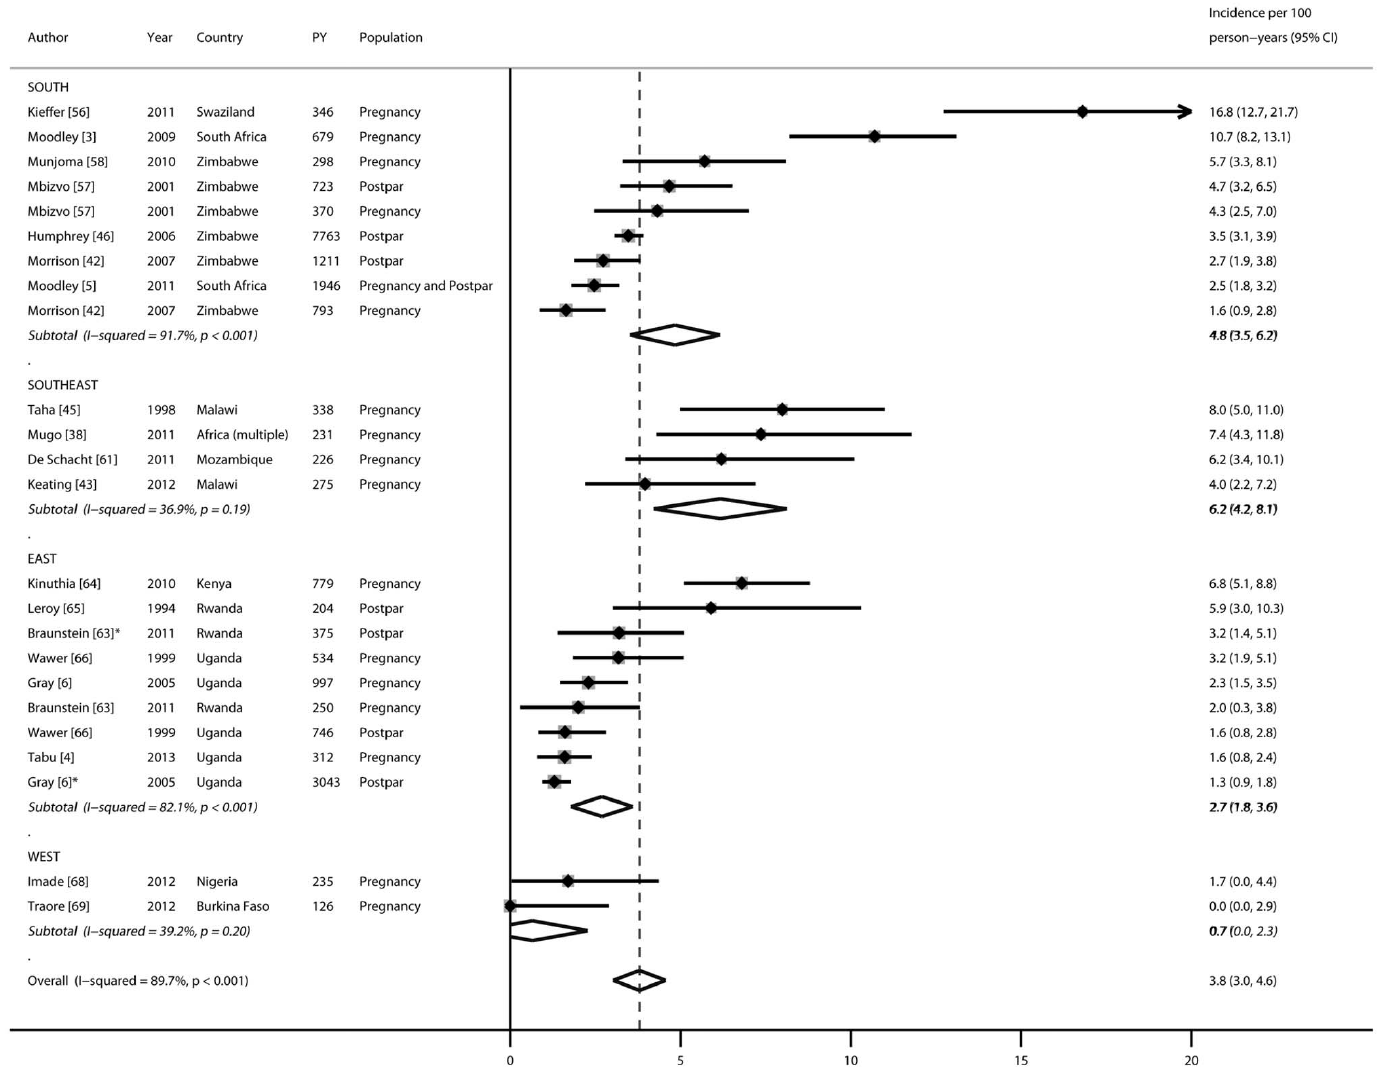 Incidence per 100
Author Year Country PY Population person−years (95% CI)
SOUTH
Kieffer [56] 2011 Swaziland 346 Pregnancy 16.8 (12.7, 21.7)
Moodley [3] 2009 South Africa 679 Pregnancy 10.7 (8.2, 13.1)
Munjoma [58] 2010 Zimbabwe 298 Pregnancy 5.7 (3.3, 8.1)
Mbizvo [57] 2001 Zimbabwe 723 Postpar 4.7 (3.2, 6.5)
Mbizvo [57] 2001 Zimbabwe 370 Pregnancy 4.3 (2.5, 7.0)
Humphrey [46] 2006 Zimbabwe 7763 Postpar 3.5 (3.1, 3.9)
Morrison [42] 2007 Zimbabwe 1211 Postpar 2.7 (1.9, 3.8)
Moodley [5] 2011 South Africa 1946 Pregnancy and Postpar 2.5 (1.8, 3.2)
Morrison [42] 2007 Zimbabwe 793 Pregnancy 1.6 (0.9, 2.8)
Subtotal (I−squared = 91.7%, p < 0.001) 4.8 (3.5, 6.2)
.
SOUTHEAST
Taha [45] 1998 Malawi 338 Pregnancy 8.0 (5.0, 11.0)
Mugo [38] 2011 Africa (multiple) 231 Pregnancy 7.4 (4.3, 11.8)
De Schacht [61] 2011 Mozambique 226 Pregnancy 6.2 (3.4, 10.1)
Keating [43] 2012 Malawi 275 Pregnancy 4.0 (2.2, 7.2)
Subtotal (I−squared = 36.9%, p = 0.19) 6.2 (4.2, 8.1)
.
EAST
Kinuthia [64] 2010 Kenya 779 Pregnancy 6.8 (5.1, 8.8)
Leroy [65] 1994 Rwanda 204 Postpar 5.9 (3.0, 10.3)
Braunstein [63]* 2011 Rwanda 375 Postpar 3.2 (1.4, 5.1)
Wawer [66] 1999 Uganda 534 Pregnancy 3.2 (1.9, 5.1)
Gray [6] 2005 Uganda 997 Pregnancy 2.3 (1.5, 3.5)
Braunstein [63] 2011 Rwanda 250 Pregnancy 2.0 (0.3, 3.8)
Wawer [66] 1999 Uganda 746 Postpar 1.6 (0.8, 2.8)
Tabu [4] 2013 Uganda 312 Pregnancy 1.6 (0.8, 2.4)
Gray [6]* 2005 Uganda 3043 Postpar 1.3 (0.9, 1.8)
Subtotal (I−squared = 82.1%, p < 0.001) 2.7 (1.8, 3.6)
.
WEST
Imade [68] 2012 Nigeria 235 Pregnancy 1.7 (0.0, 4.4)
Traore [69] 2012 Burkina Faso 126 Pregnancy 0.0 (0.0, 2.9)
Subtotal (I−squared = 39.2%, p = 0.20) 0.7 (0.0, 2.3)
.
Overall (I−squared = 89.7%, p < 0.001) 3.8 (3.0, 4.6)
0 5 10 15 20